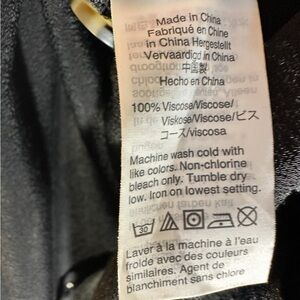 Made in China
Fabriqué en Chine
in China Hergestellt
Vervaardigd in China
中国製
Hecho en China
100% Viscose/Viscose/
Viskose/Viscose/ビス
コース/viscosa
Machine wash cold with
like colors. Non-chlorine
bleach only. Tumble dry
low. Iron on lowest setting.
30
Laver à la machine à l'eau
froide avec des couleurs
similaires. Agent de
blanchiment sans chlore